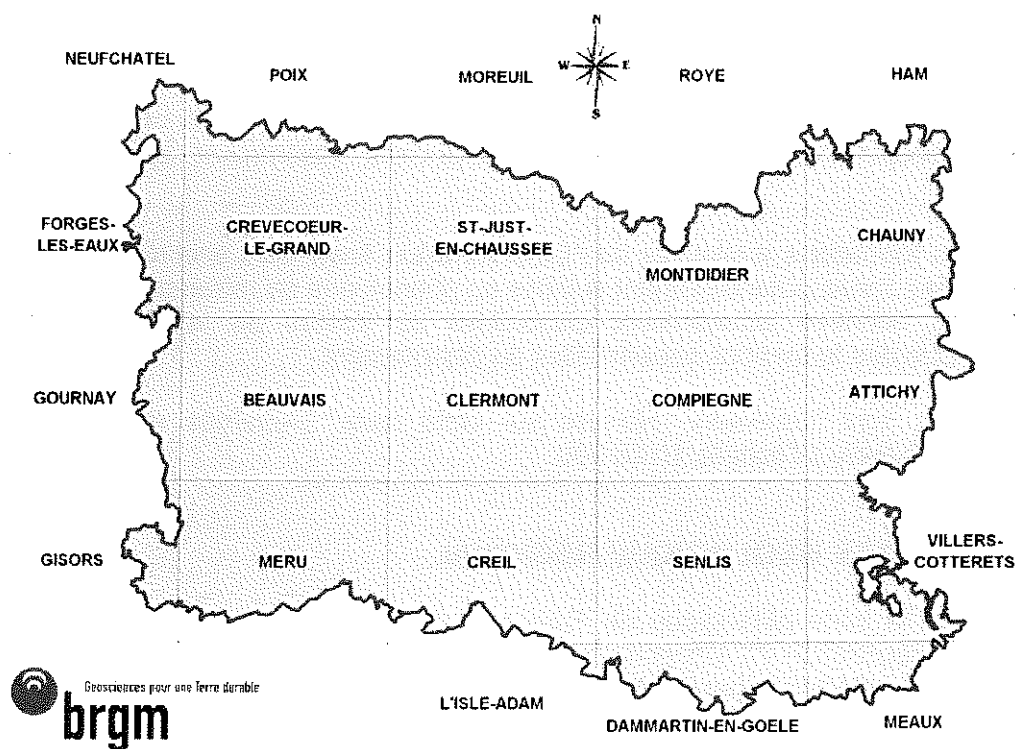 N
NEUFCHATEL
POIX
MOREUIL
W
E
ROYE
HAM
S
FORGES-
LES-EAUX
CREVECOEUR-
LE-GRAND
ST-JUST-
EN-CHAUSSEE
CHAUNY
MONTDIDIER
GOURNAY
BEAUVAIS
CLERMONT
COMPIEGNE
ATTICHY
GISORS
MERU
CREIL
SENLIS
VILLERS-
COTTERETS
Geosciences pour une Terre durable
brgm
L'ISLE-ADAM
DAMMARTIN-EN-GOELE
MEAUX